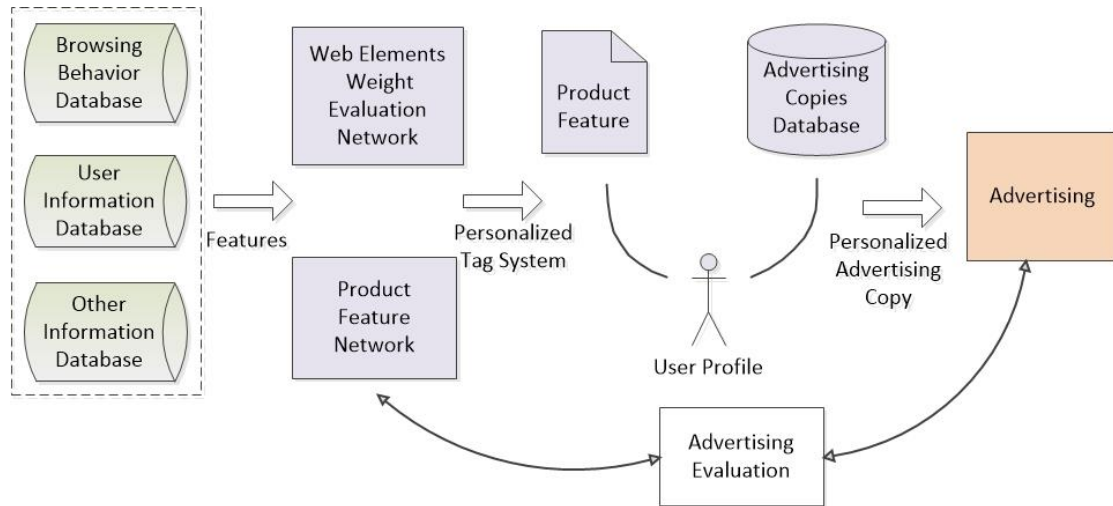 Browsing
Behavior
Database
User
Information
Database
Other
Information
Database
Features
Web Elements
Weight
Evaluation
Network
Product
Feature
Network
Personalized
Tag System
Product
Feature
Advertising
Copies
Database
User Profile
Personalized
Advertising
Copy
Advertising
Advertising
Evaluation